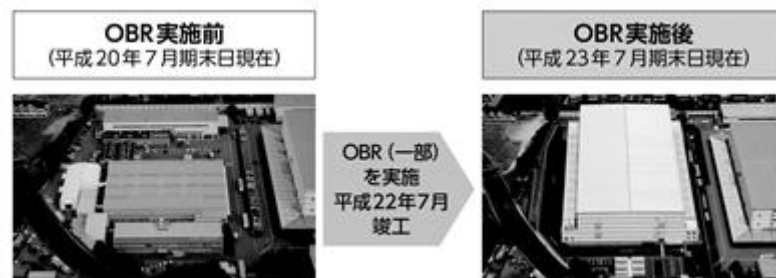 OBR実施前
(平成20年7月期末日現在)
OBR(一部)
を実施
平成22年7月
竣工
OBR実施後
(平成23年7月期末日現在)